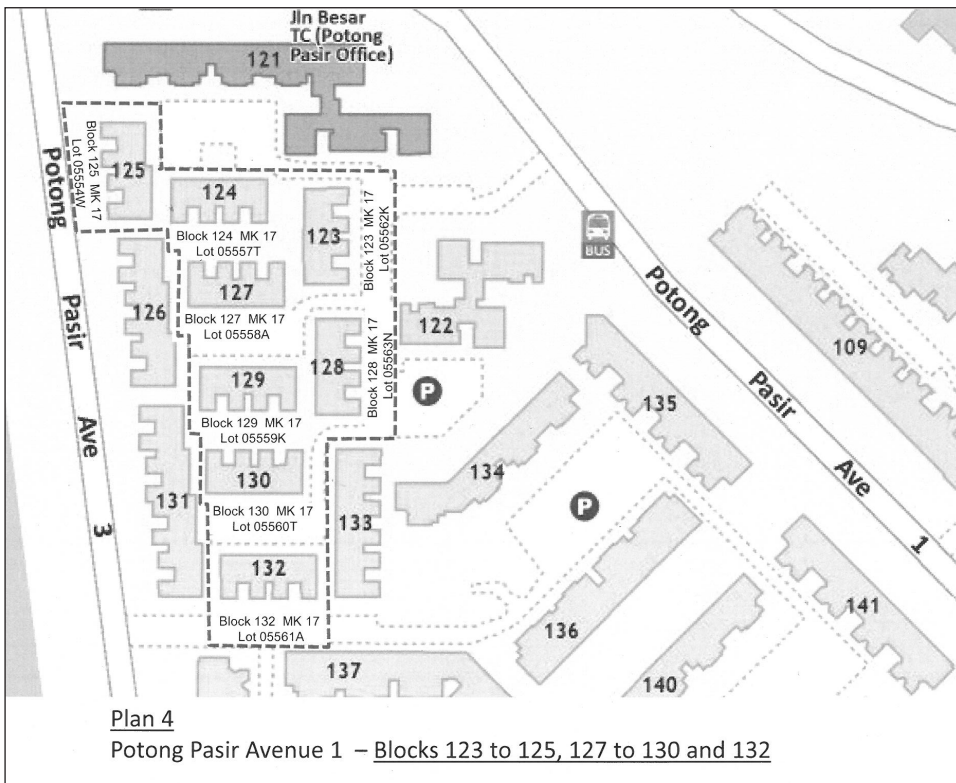 Jln Besar
TC (Potong
Pasir Office)
121
Block 125 MK 17
Lot 05554W
125
124
Block 124 MK 17
Lot 05557T
123
Block 123 MK 17
Lot 05562K
BUS
Potong
Pasir
Ave
3
126
127
Block 127 MK 17
Lot 05558A
122
128
Block 128 MK 17
Lot 05563N
P
129
Block 129 MK 17
Lot 05559K
Potong
Pasir
Ave
1
109
135
134
130
Block 130 MK 17
Lot 05560T
131
133
P
132
Block 132 MK 17
Lot 05561A
136
141
137
140
Plan 4
Potong Pasir Avenue 1 – Blocks 123 to 125, 127 to 130 and 132